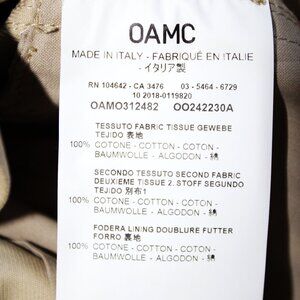 OAMC
MADE IN ITALY - FABRIQUÉ EN ITALIE
- イタリア製
RN 104642 - CA 3476 03 - 5464 - 6729
10 2018-0119820
OAMO312482 OO242230A
TESSUTO FABRIC TISSUE GEWEBE
TEJIDO 表地
100% COTONE - COTTON - COTON -
BAUMWOLLE - ALGODON - 綿
SECONDO TESSUTO SECOND FABRIC
DEUXIEME TISSUE 2. STOFF SEGUNDO
TEJIDO 別布1
100% COTONE - COTTON - COTON -
BAUMWOLLE - ALGODON - 綿
FODERA LINING DOUBLURE FUTTER
FORRO 裏地
100% COTONE - COTTON - COTON -
BAUMWOLLE - ALGODON - 綿